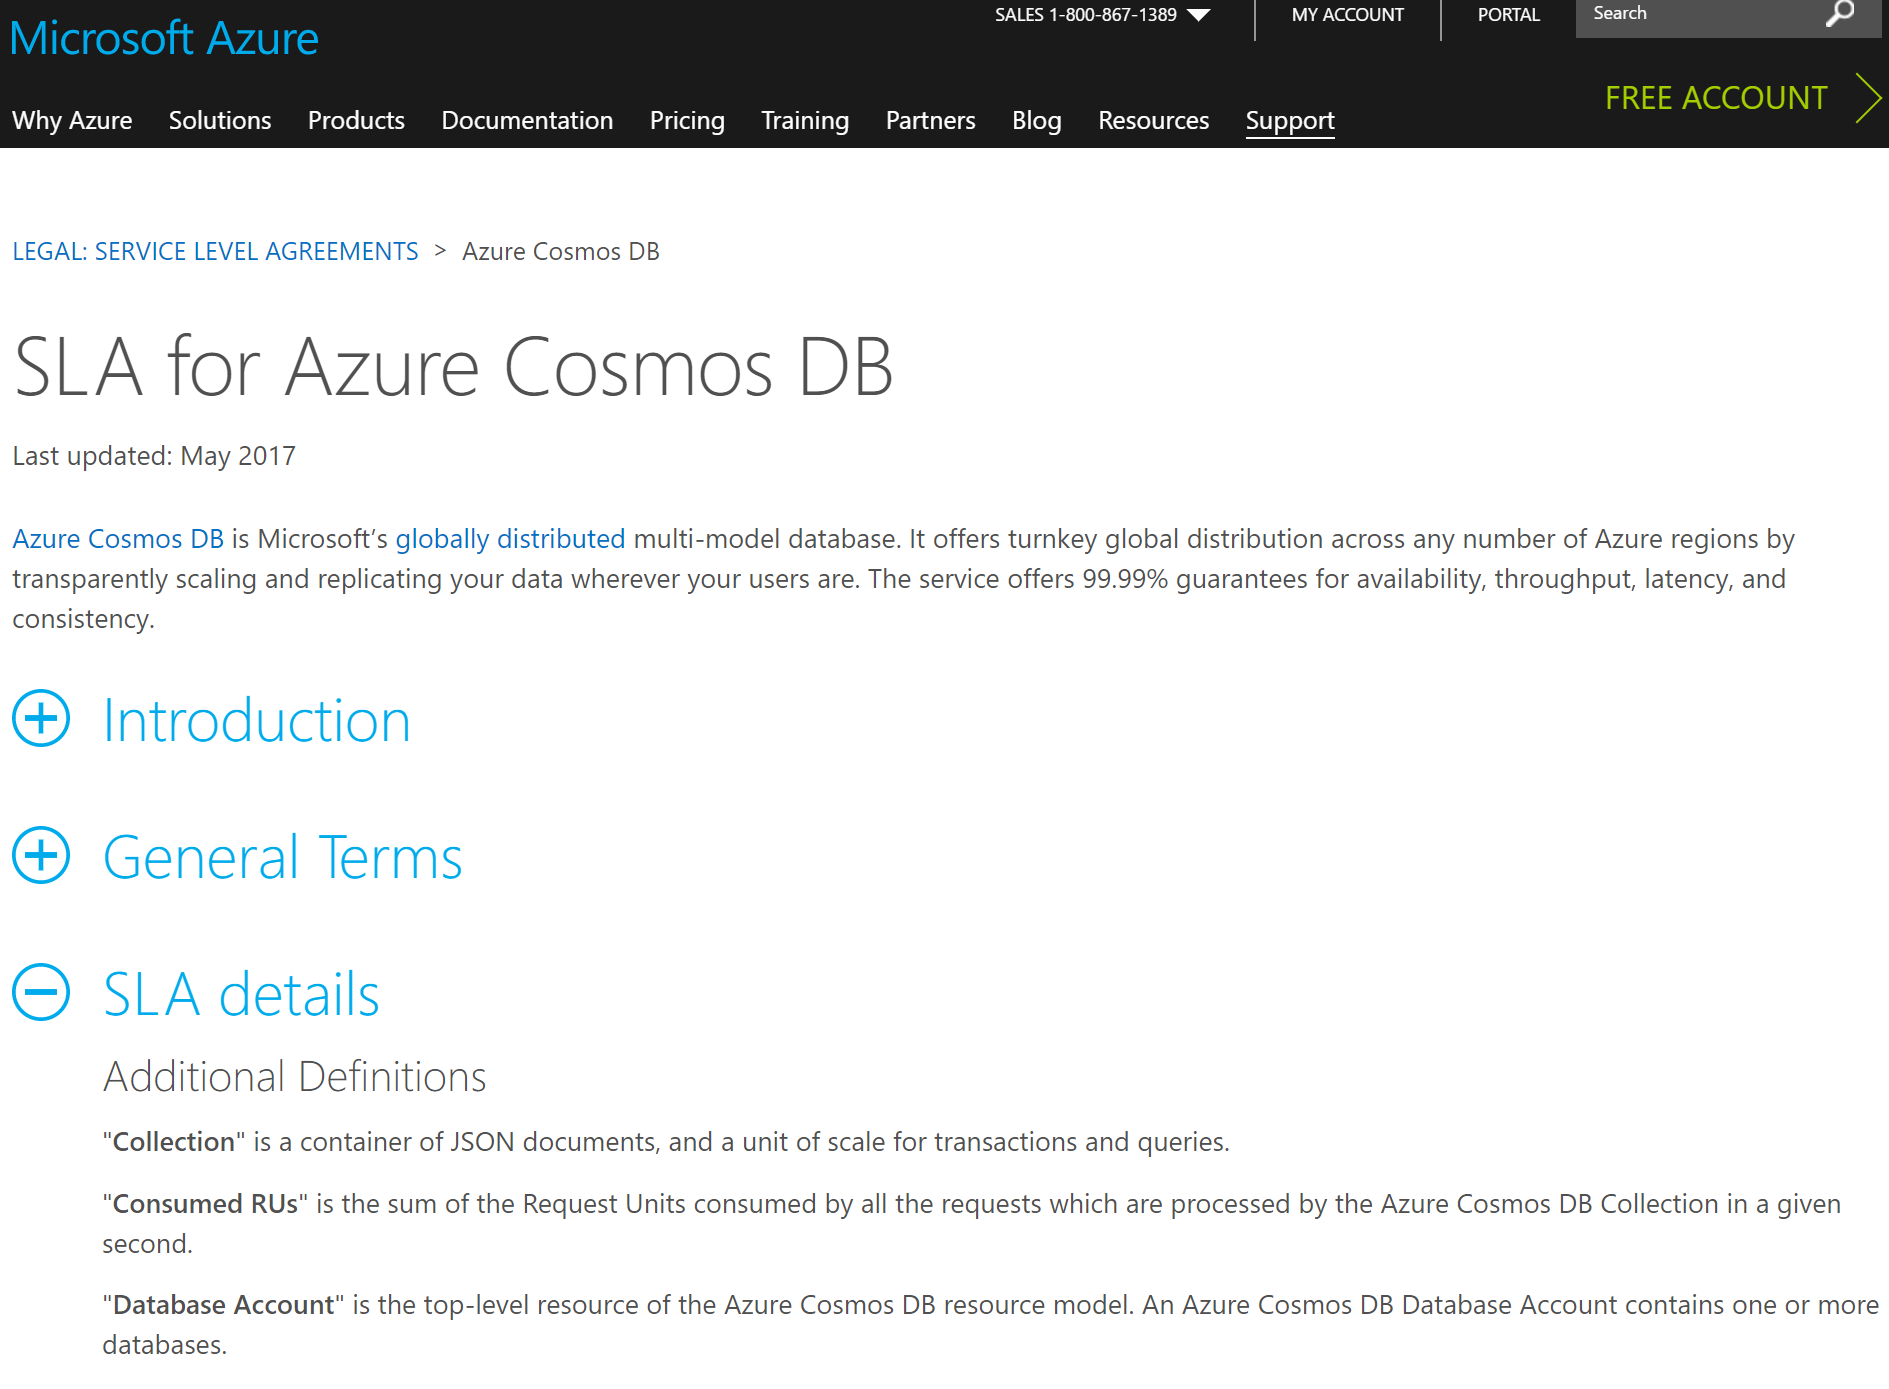 Microsoft Azure
SALES 1-800-867-1389
MY ACCOUNT
PORTAL
Search
FREE ACCOUNT
Why Azure Solutions Products Documentation Pricing Training Partners Blog Resources Support
LEGAL: SERVICE LEVEL AGREEMENTS > Azure Cosmos DB
SLA for Azure Cosmos DB
Last updated: May 2017
Azure Cosmos DB is Microsoft’s globally distributed multi-model database. It offers turnkey global distribution across any number of Azure regions by
transparently scaling and replicating your data wherever your users are. The service offers 99.99% guarantees for availability, throughput, latency, and
consistency.
Introduction
General Terms
SLA details
Additional Definitions
"Collection" is a container of JSON documents, and a unit of scale for transactions and queries.
"Consumed RUs" is the sum of the Request Units consumed by all the requests which are processed by the Azure Cosmos DB Collection in a given
second.
"Database Account" is the top-level resource of the Azure Cosmos DB resource model. An Azure Cosmos DB Database Account contains one or more
databases.